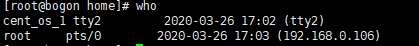 [root@bogon home]# who
cent_os_1 tty2         2020-03-26 17:02 (tty2)
root     pts/0        2020-03-26 17:03 (192.168.0.106)